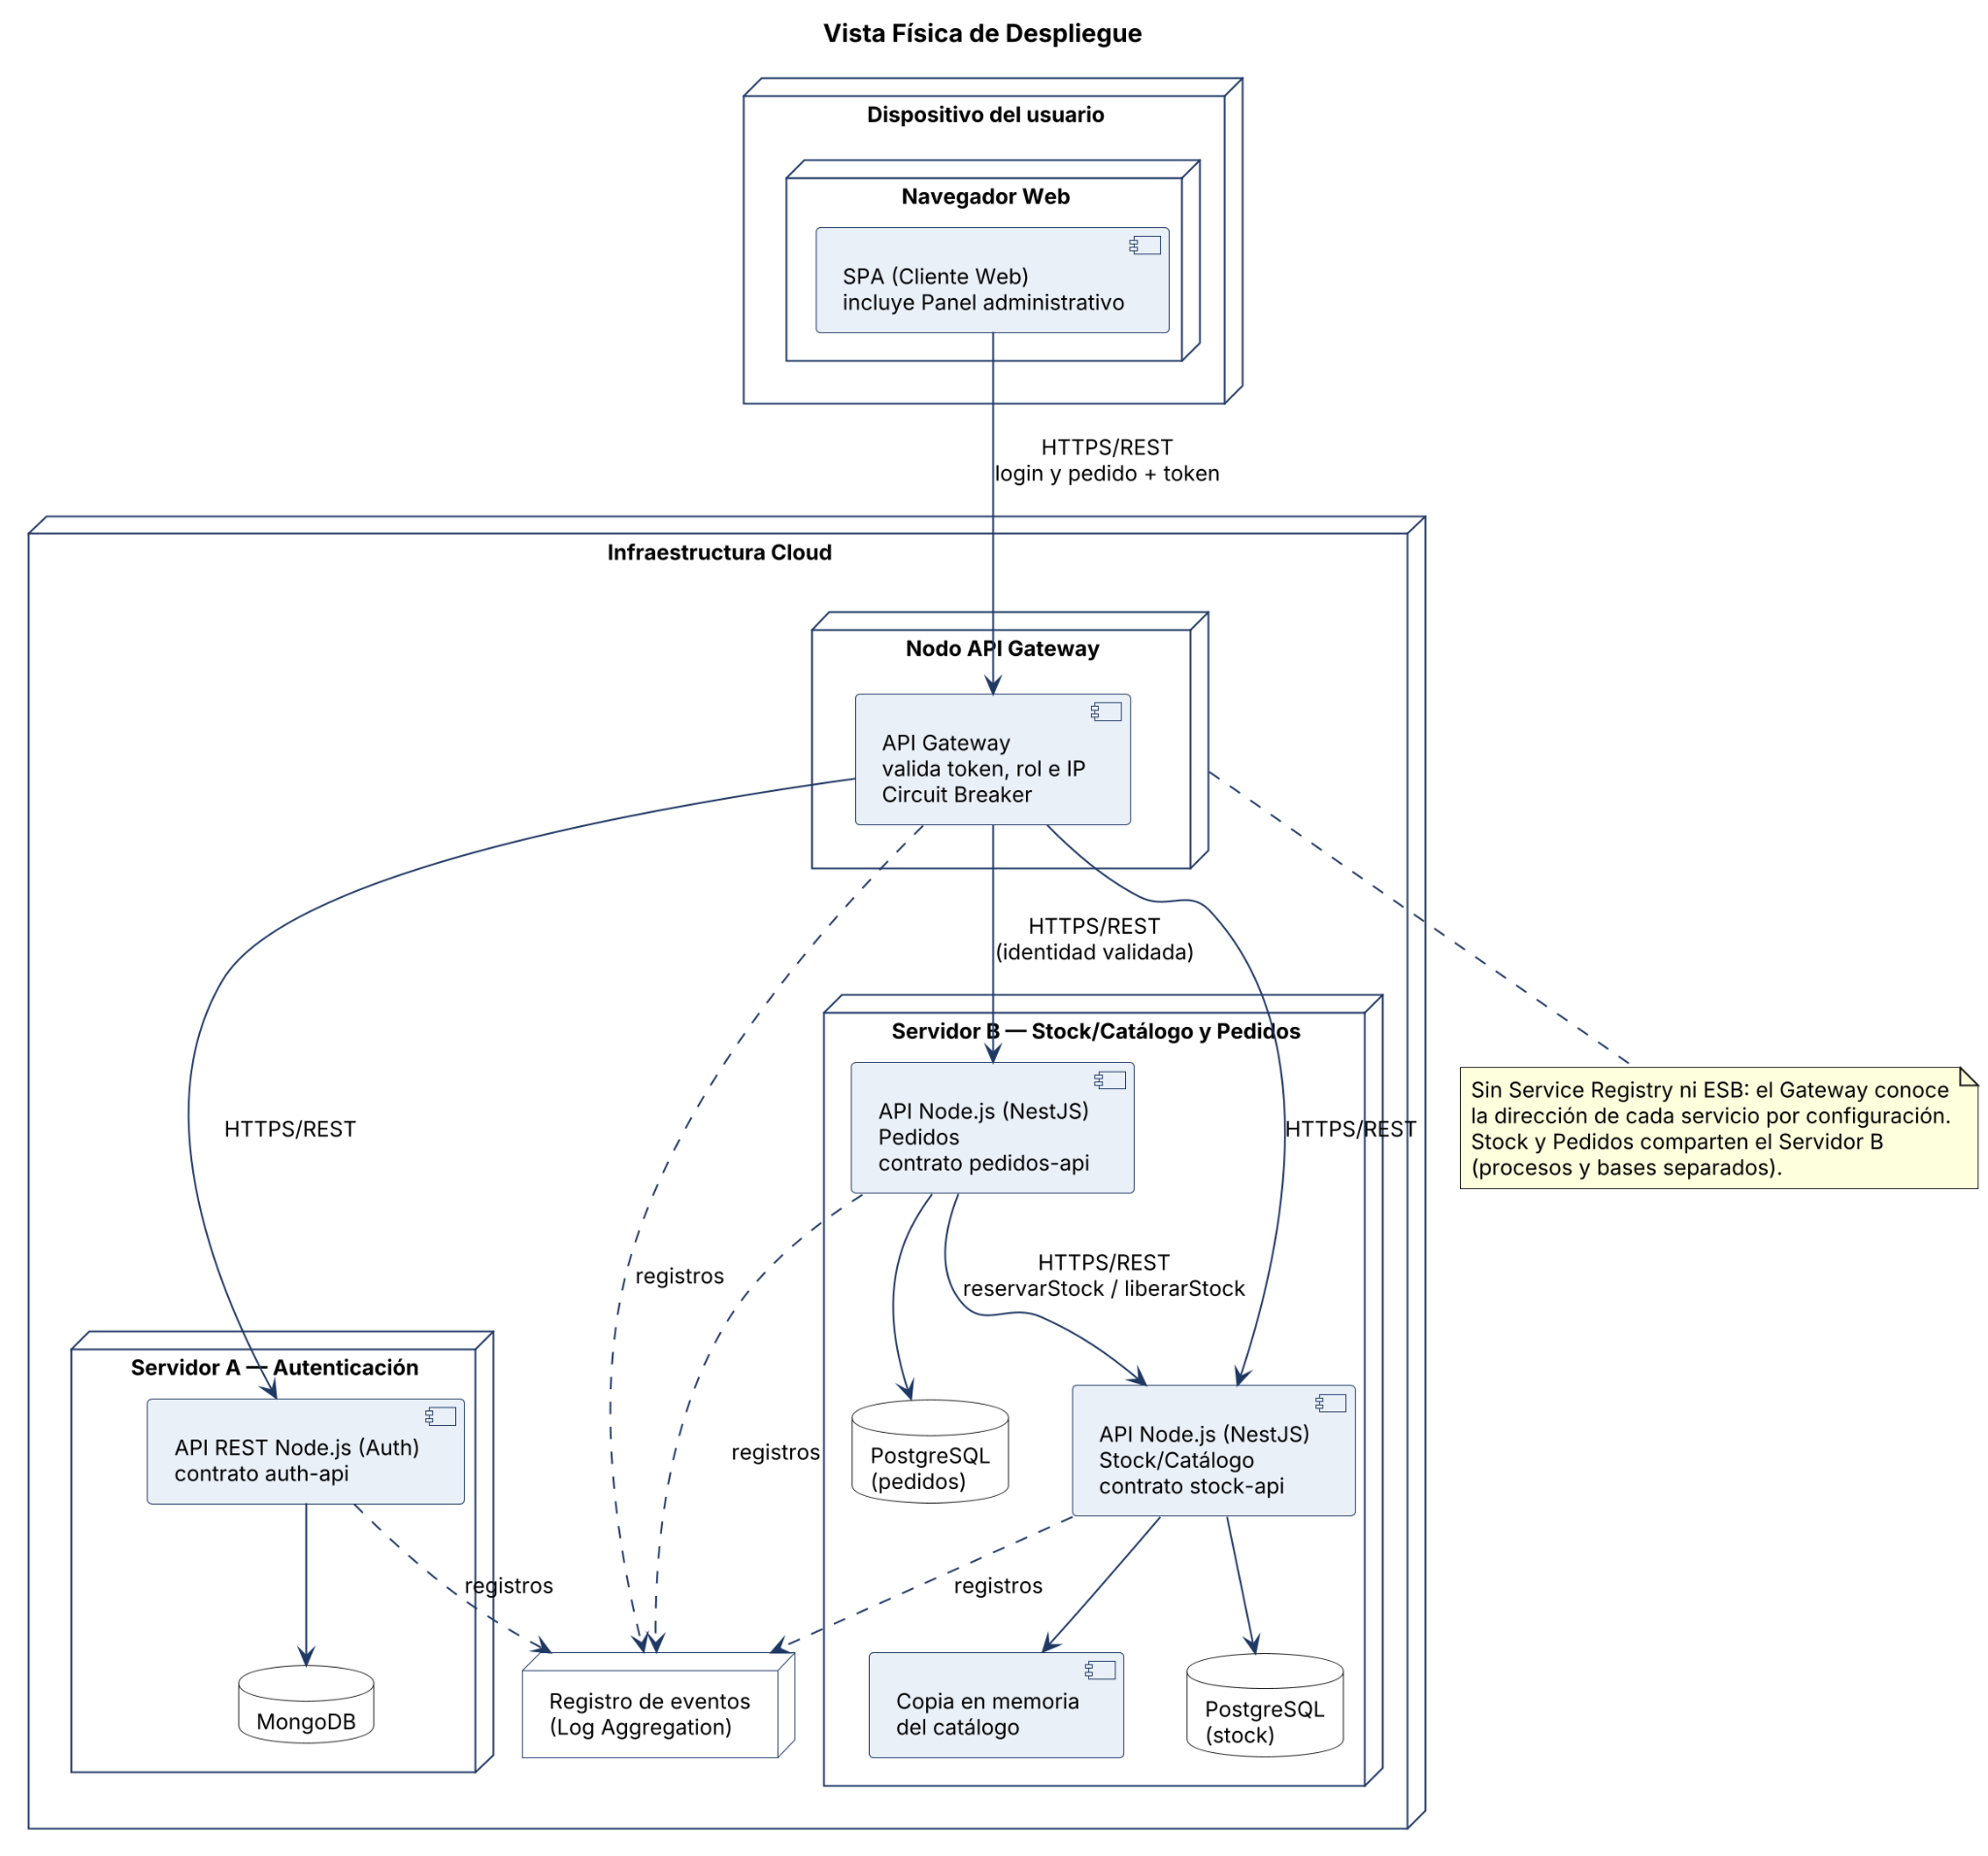 Vista Física de Despliegue
Dispositivo del usuario
Navegador Web
SPA (Cliente Web)
incluye Panel administrativo
HTTPS/REST
login y pedido + token
Infraestructura Cloud
Nodo API Gateway
API Gateway
valida token, rol e IP
Circuit Breaker
HTTPS/REST
(identidad validada)
Servidor B — Stock/Catálogo y Pedidos
API Node.js (NestJS)
Pedidos
contrato pedidos-api
HTTPS/REST
HTTPS/REST
Sin Service Registry ni ESB: el Gateway conoce
la dirección de cada servicio por configuración.
Stock y Pedidos comparten el Servidor B
(procesos y bases separados).
registros
HTTPS/REST
reservarStock / liberarStock
Servidor A — Autenticación
API REST Node.js (Auth)
contrato auth-api
registros
PostgreSQL
(pedidos)
API Node.js (NestJS)
Stock/Catálogo
contrato stock-api
registros
registros
MongoDB
Registro de eventos
(Log Aggregation)
Copia en memoria
del catálogo
PostgreSQL
(stock)